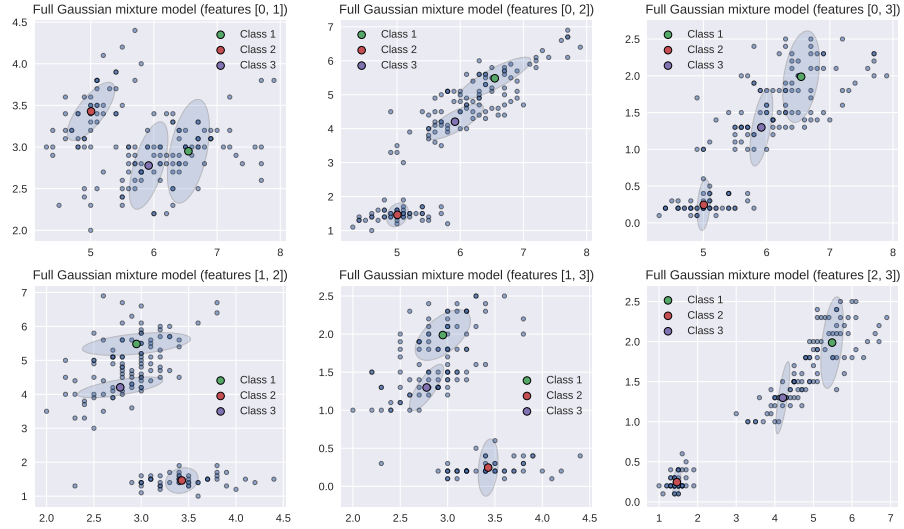 Full Gaussian mixture model (features [0, 1])
4.5
4.0
3.5
3.0
2.5
2.0
5 6 7 8
Class 1
Class 2
Class 3
Full Gaussian mixture model (features [0, 2])
7
6
5
4
3
2
1
5 6 7 8
Class 1
Class 2
Class 3
Full Gaussian mixture model (features [0, 3])
2.5
2.0
1.5
1.0
0.5
0.0
5 6 7 8
Class 1
Class 2
Class 3
Full Gaussian mixture model (features [1, 2])
7
6
5
4
3
2
1
2.0 2.5 3.0 3.5 4.0 4.5
Class 1
Class 2
Class 3
Full Gaussian mixture model (features [1, 3])
2.5
2.0
1.5
1.0
0.5
0.0
2.0 2.5 3.0 3.5 4.0 4.5
Class 1
Class 2
Class 3
Full Gaussian mixture model (features [2, 3])
2.5
2.0
1.5
1.0
0.5
0.0
1 2 3 4 5 6 7
Class 1
Class 2
Class 3